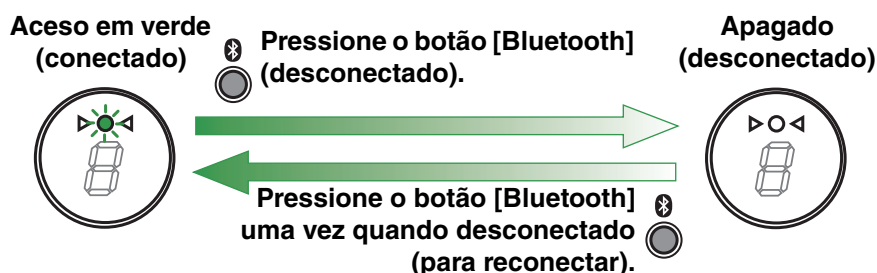 Aceso em verde
(conectado)
Pressione o botão [Bluetooth]
(desconectado).
Apagado
(desconectado)
Pressione o botão [Bluetooth]
uma vez quando desconectado
(para reconectar).